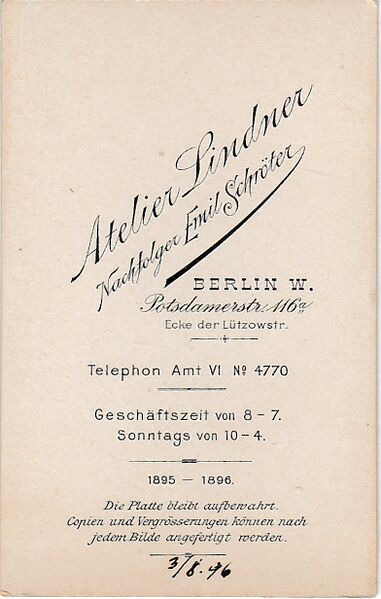 Atelier Lindner
Nachfolger Emil Schröter
BERLIN W.
Potsdamerstr. 116a
Ecke der Lützowstr.
Telephon Amt VI No 4770
Geschäftszeit von 8 - 7.
Sonntags von 10 - 4.
1895 — 1896.
Die Platte bleibt aufbewahrt.
Copien und Vergrösserungen können nach
jedem Bilde angefertigt werden.
3/8. 96